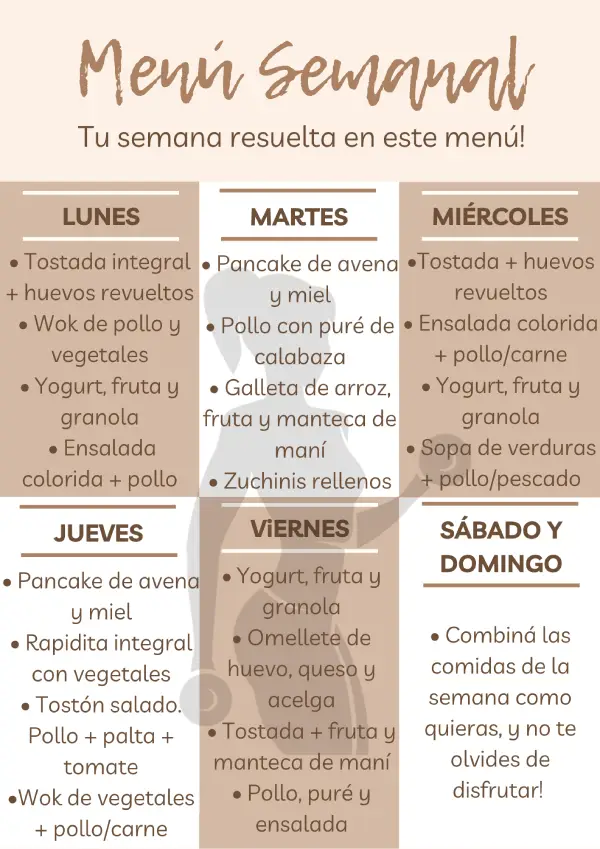 Menú Semanal
Tu semana resuelta en este menú!
LUNES
• Tostada integral
+ huevos revueltos
• Wok de pollo y
vegetales
• Yogurt, fruta y
granola
• Ensalada
colorida + pollo
MARTES
• Pancake de avena
y miel
• Pollo con puré de
calabaza
• Galleta de arroz,
fruta y manteca de
maní
• Zuchinis rellenos
MIÉRCOLES
•Tostada + huevos
revueltos
• Ensalada colorida
+ pollo/carne
• Yogurt, fruta y
granola
• Sopa de verduras
+ pollo/pescado
JUEVES
• Pancake de avena
y miel
• Rapidita integral
con vegetales
• Tostón salado.
Pollo + palta +
tomate
•Wok de vegetales
+ pollo/carne
ViERNES
• Yogurt, fruta y
granola
• Omellete de
huevo, queso y
acelga
• Tostada + fruta y
manteca de maní
• Pollo, puré y
ensalada
SÁBADO Y
DOMINGO
• Combiná las
comidas de la
semana como
quieras, y no te
olvides de
disfrutar!